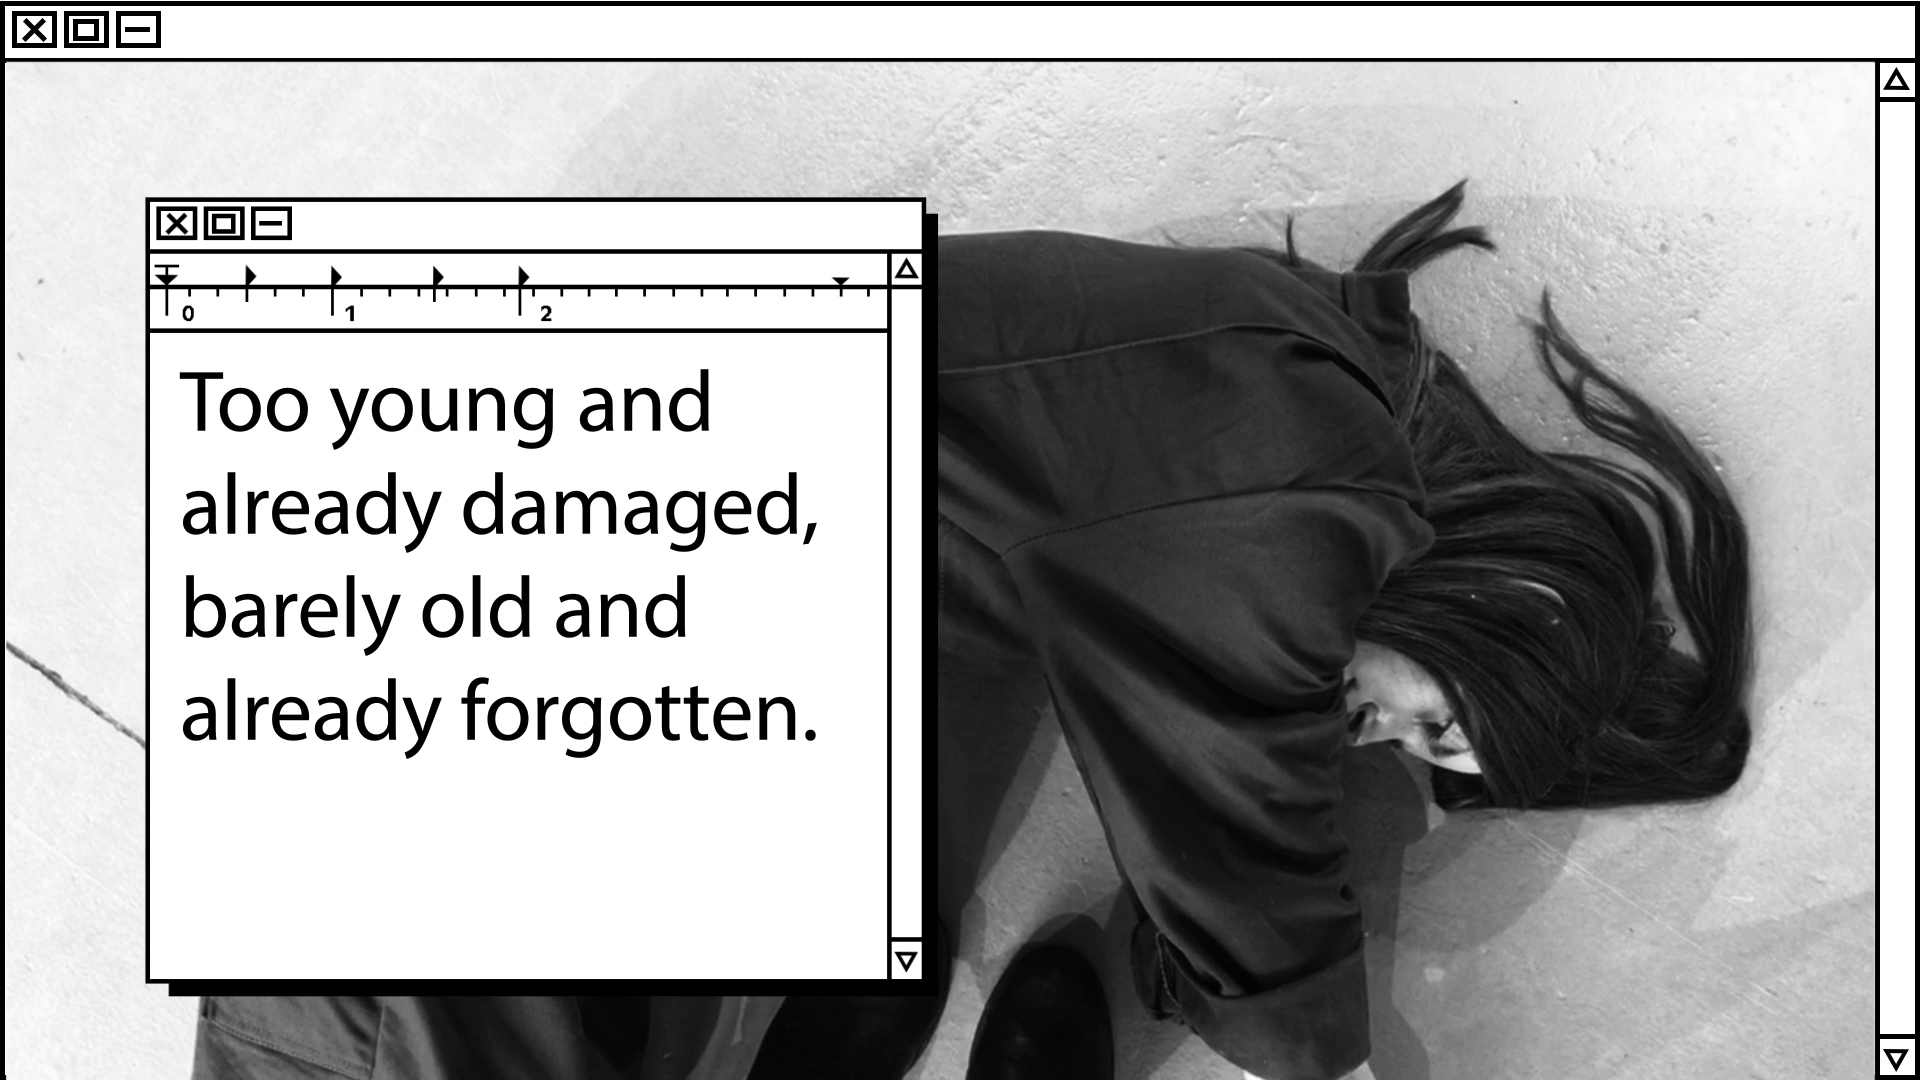 0 1 2
Too young and
already damaged,
barely old and
already forgotten.